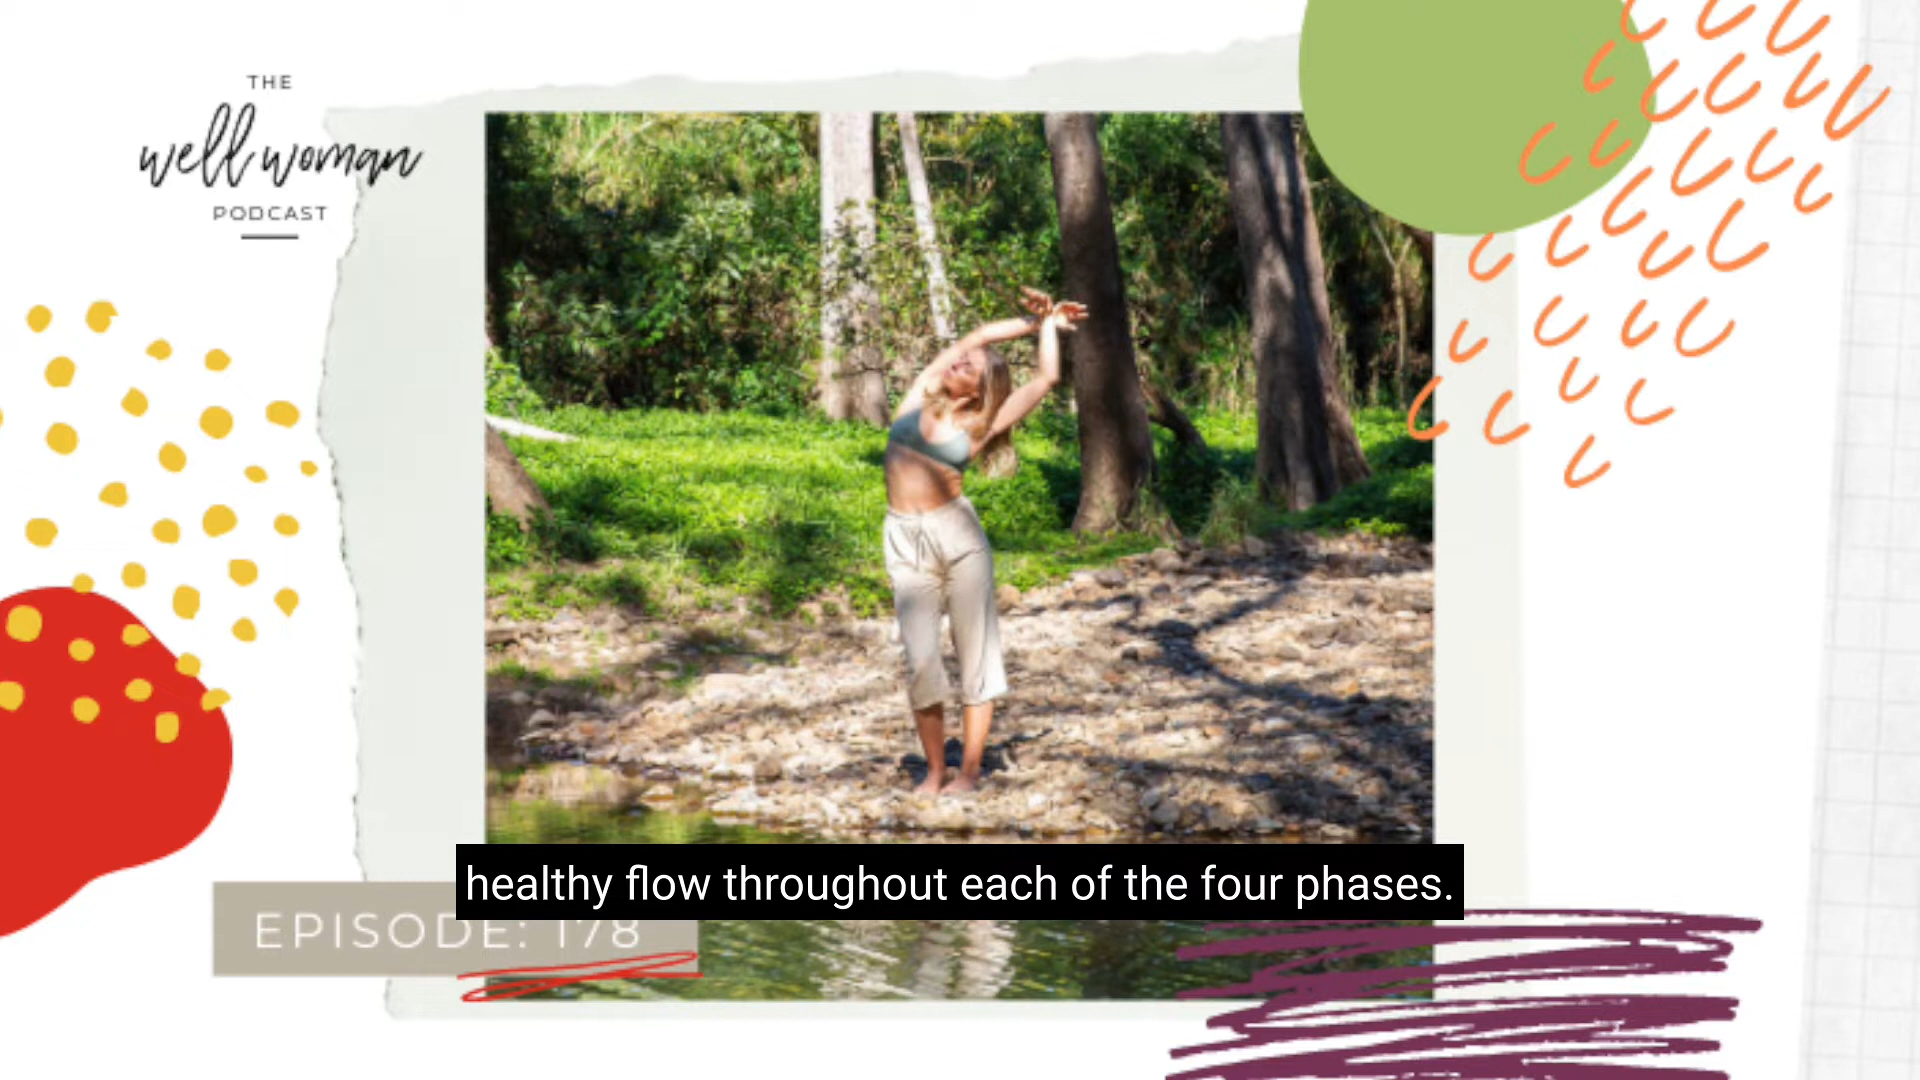 THE
well woman
PODCAST
healthy flow throughout each of the four phases.
EPISODE: 178